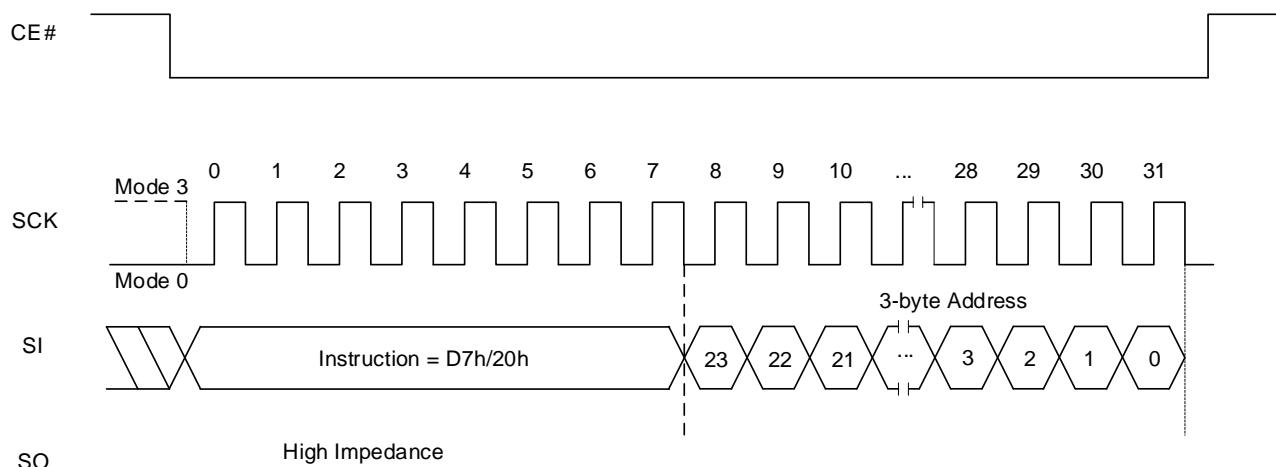 CE#
0 1 2 3 4 5 6 7 8 9 10 ... 28 29 30 31
Mode 3
SCK
Mode 0
3-byte Address
SI
Instruction = D7h/20h 23 22 21 ... 3 2 1 0
High Impedance
SO